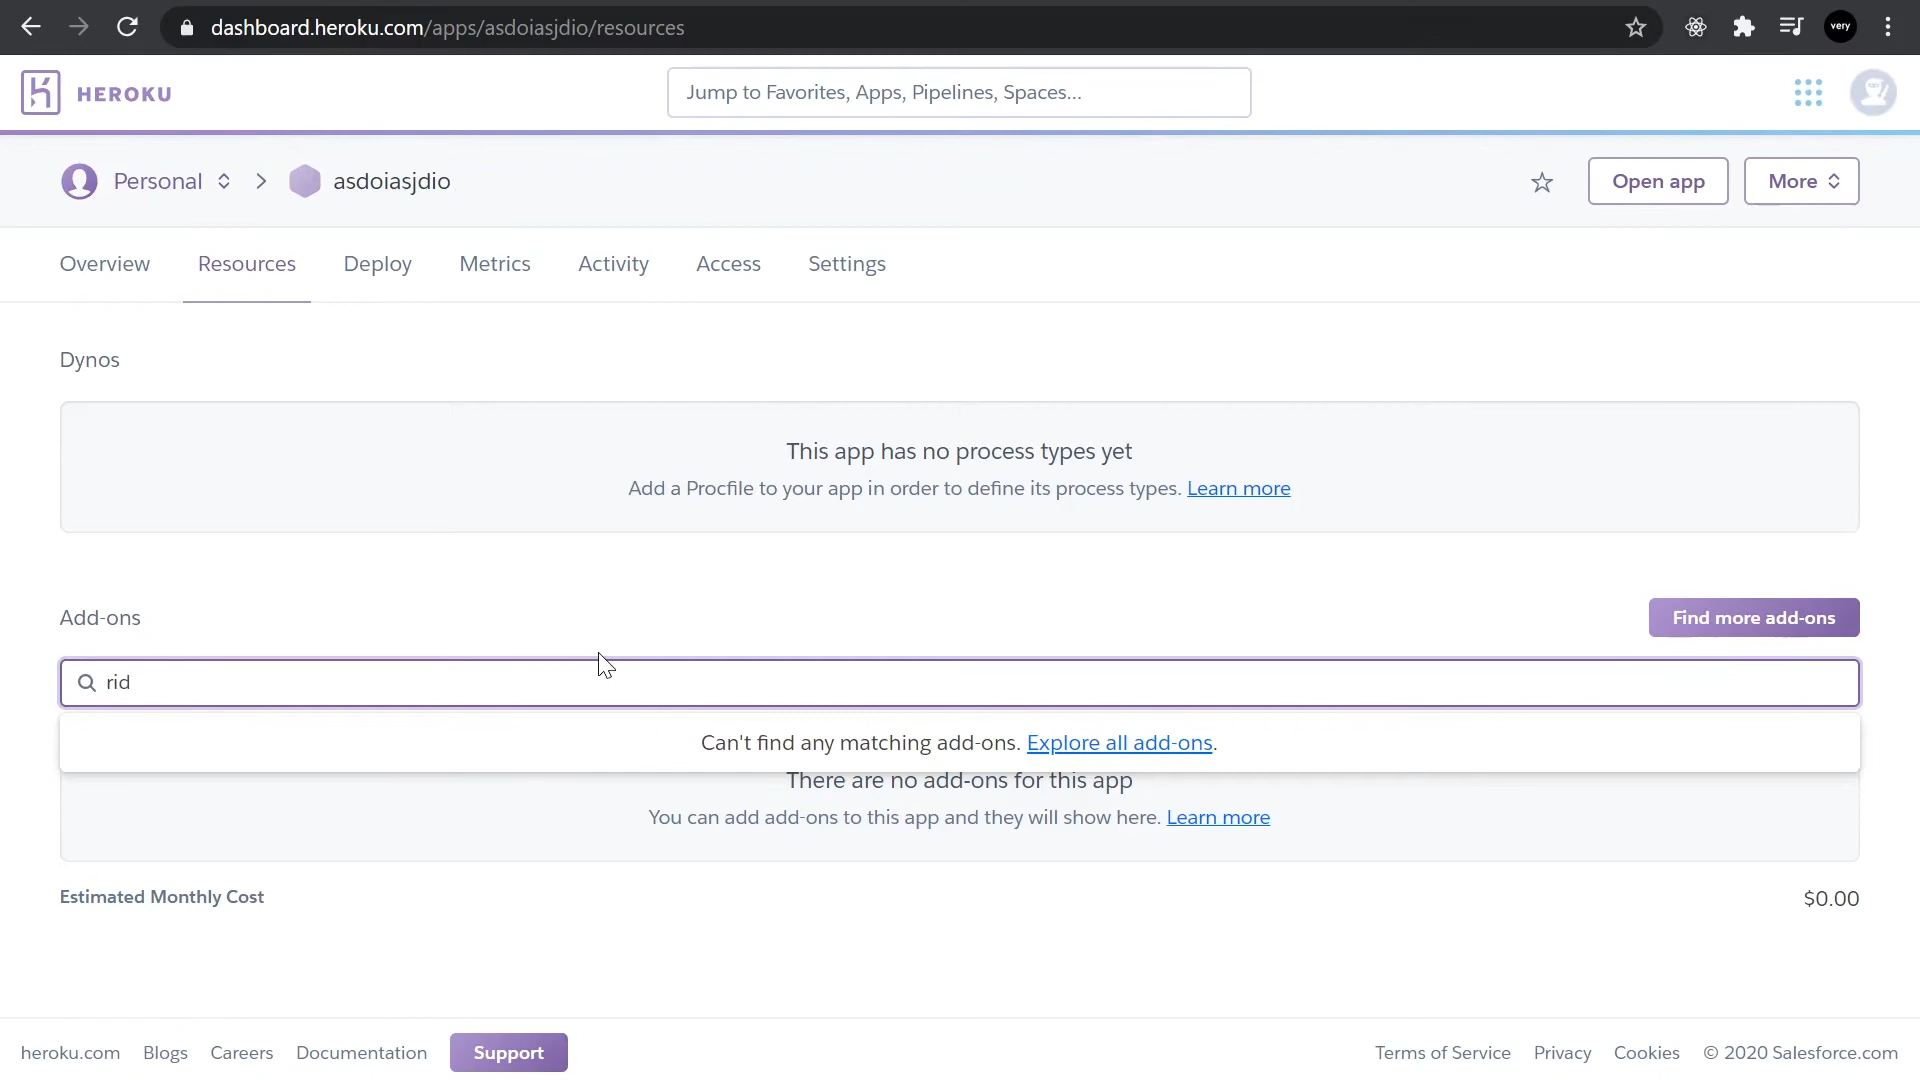 dashboard.heroku.com/apps/asdoiasjdio/resources
very
HEROKU
Jump to Favorites, Apps, Pipelines, Spaces...
Personal
asdoiasjdio
Open app
More
Overview
Resources
Deploy
Metrics
Activity
Access
Settings
Dynos
This app has no process types yet
Add a Procfile to your app in order to define its process types. Learn more
Add-ons
Find more add-ons
rid
Can't find any matching add-ons. Explore all add-ons.
There are no add-ons for this app
You can add add-ons to this app and they will show here. Learn more
Estimated Monthly Cost
$0.00
heroku.com
Blogs
Careers
Documentation
Support
Terms of Service
Privacy
Cookies
© 2020 Salesforce.com